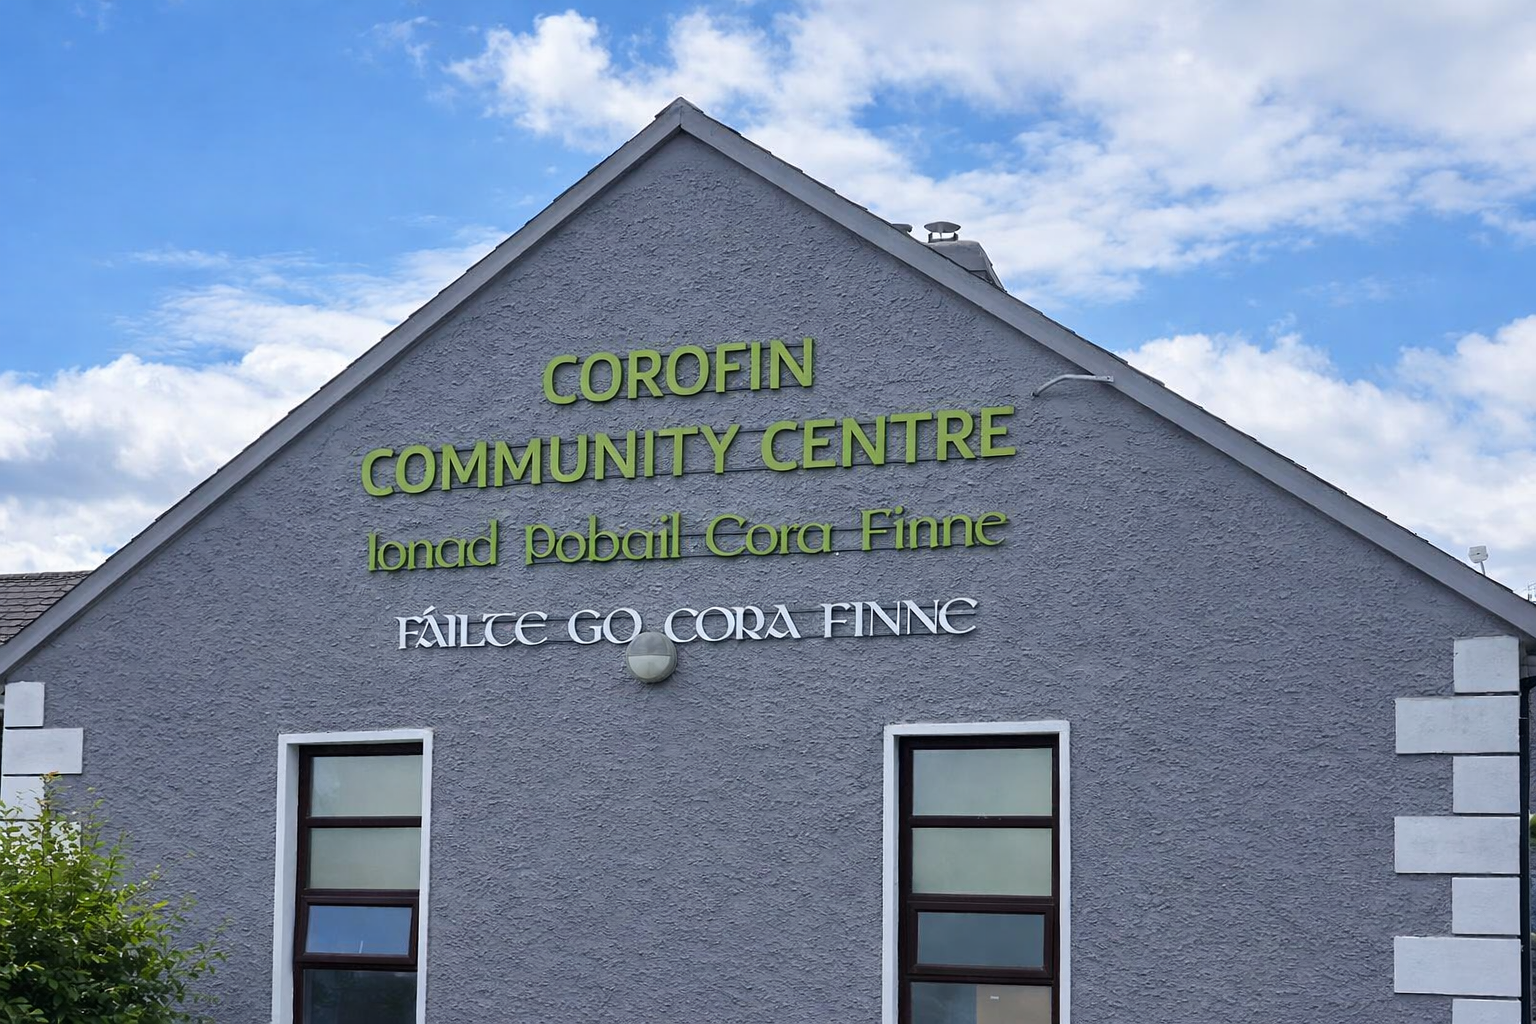 COROFIN
COMMUNITY CENTRE
Ionad Pobail Cora Finne
FÁILTE GO CORA FINNE